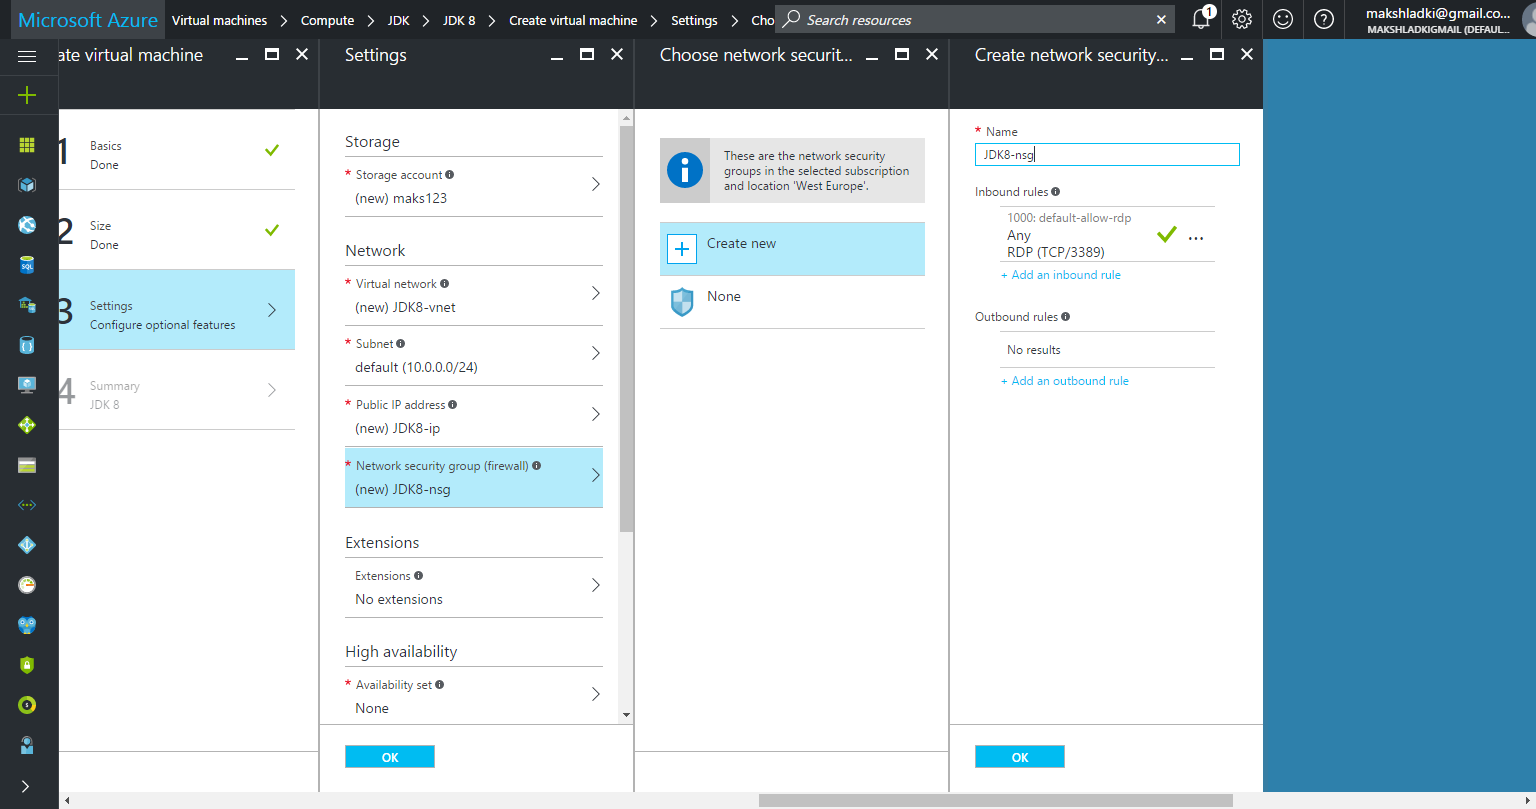 Microsoft Azure
Virtual machines
Compute
JDK
JDK 8
Create virtual machine
Settings
Cho
Search resources
1
makshladki@gmail.co...
MAKSHLADKIGMAIL (DEFAUL...
ate virtual machine
1
Basics
Done
2
Size
Done
3
Settings
Configure optional features
4
Summary
JDK 8
SQL
Settings
Storage
* Storage account
(new) maks123
Network
* Virtual network
(new) JDK8-vnet
* Subnet
default (10.0.0.0/24)
* Public IP address
(new) JDK8-ip
* Network security group (firewall)
(new) JDK8-nsg
Extensions
Extensions
No extensions
High availability
* Availability set
None
OK
Choose network securit...
These are the network security
groups in the selected subscription
and location 'West Europe'.
Create new
None
Create network security...
* Name
JDK8-nsg
Inbound rules
1000: default-allow-rdp
Any
RDP (TCP/3389)
...
+ Add an inbound rule
Outbound rules
No results
+ Add an outbound rule
OK